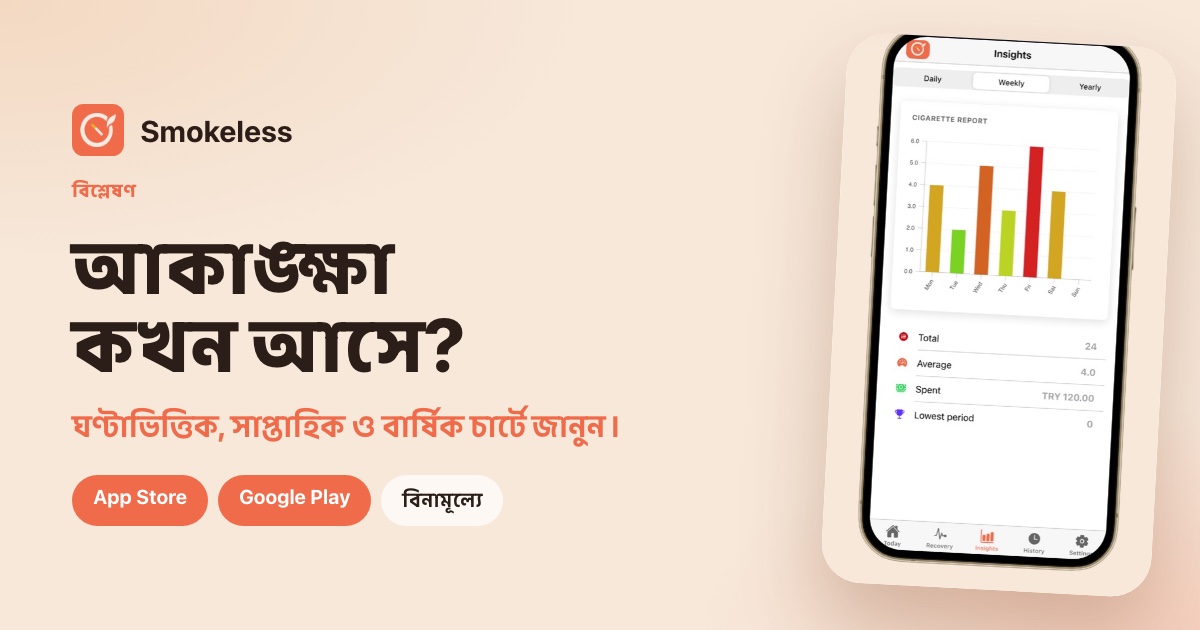 Smokeless
বিশ্লেষণ
আকাঙ্ক্ষা
কখন আসে?
ঘণ্টাভিত্তিক, সাপ্তাহিক ও বার্ষিক চার্টে জানুন।
App Store
Google Play
বিনামূল্যে
Insights
Daily
Weekly
Yearly
CIGARETTE REPORT
6.0
5.0
4.0
3.0
2.0
1.0
0.0
Mon
Tue
Wed
Thu
Fri
Sat
Sun
Total 24
Average 4.0
Spent TRY 120.00
Lowest period 0
Today
Recovery
Insights
History
Settings